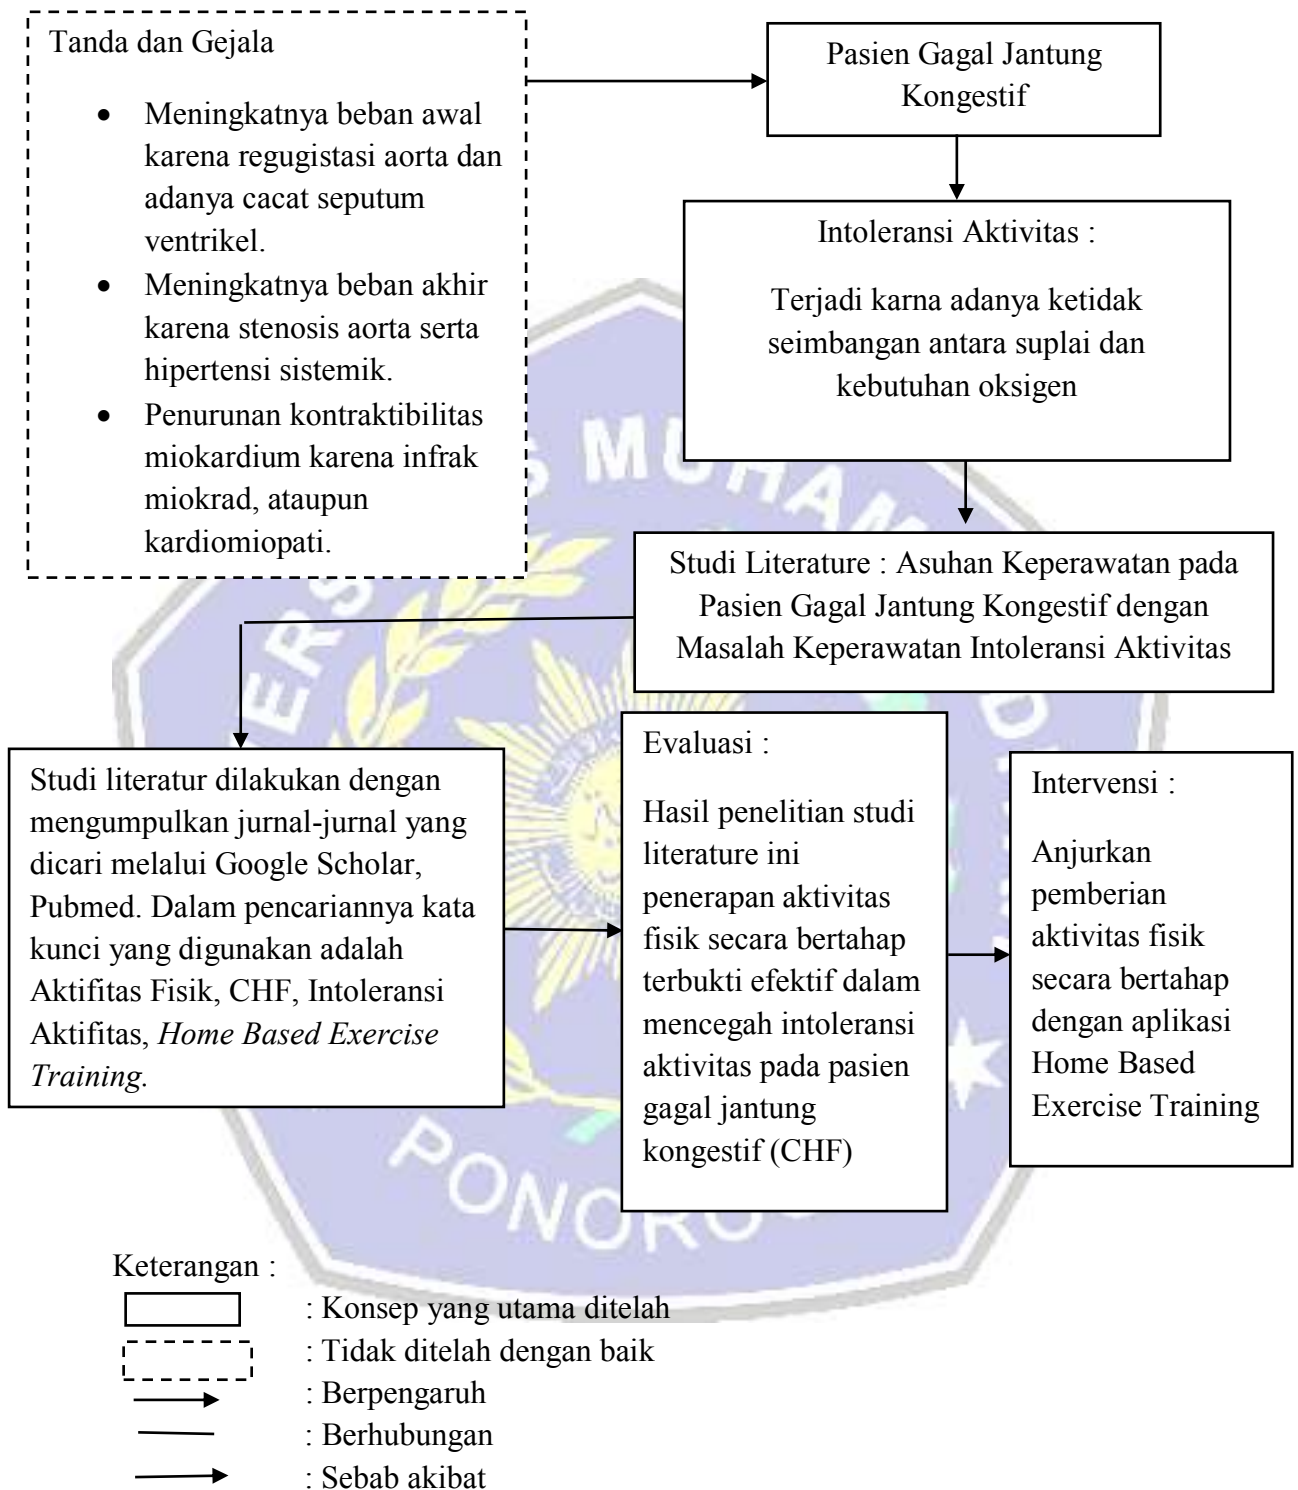 Tanda dan Gejala
• Meningkatnya beban awal
karena regugistasi aorta dan
adanya cacat seputum
ventrikel.
• Meningkatnya beban akhir
karena stenosis aorta serta
hipertensi sistemik.
• Penurunan kontraktibilitas
miokardium karena infrak
miokrad, ataupun
kardiomiopati.
Pasien Gagal Jantung
Kongestif
Intoleransi Aktivitas :
Terjadi karna adanya ketidak
seimbangan antara suplai dan
kebutuhan oksigen
Studi Literature : Asuhan Keperawatan pada
Pasien Gagal Jantung Kongestif dengan
Masalah Keperawatan Intoleransi Aktivitas
Studi literatur dilakukan dengan
mengumpulkan jurnal-jurnal yang
dicari melalui Google Scholar,
Pubmed. Dalam pencariannya kata
kunci yang digunakan adalah
Aktifitas Fisik, CHF, Intoleransi
Aktifitas, Home Based Exercise
Training.
Evaluasi :
Hasil penelitian studi
literature ini
penerapan aktivitas
fisik secara bertahap
terbukti efektif dalam
mencegah intoleransi
aktivitas pada pasien
gagal jantung
kongestif (CHF)
Intervensi :
Anjurkan
pemberian
aktivitas fisik
secara bertahap
dengan aplikasi
Home Based
Exercise Training
Keterangan :
: Konsep yang utama ditelah
: Tidak ditelah dengan baik
: Berpengaruh
: Berhubungan
: Sebab akibat